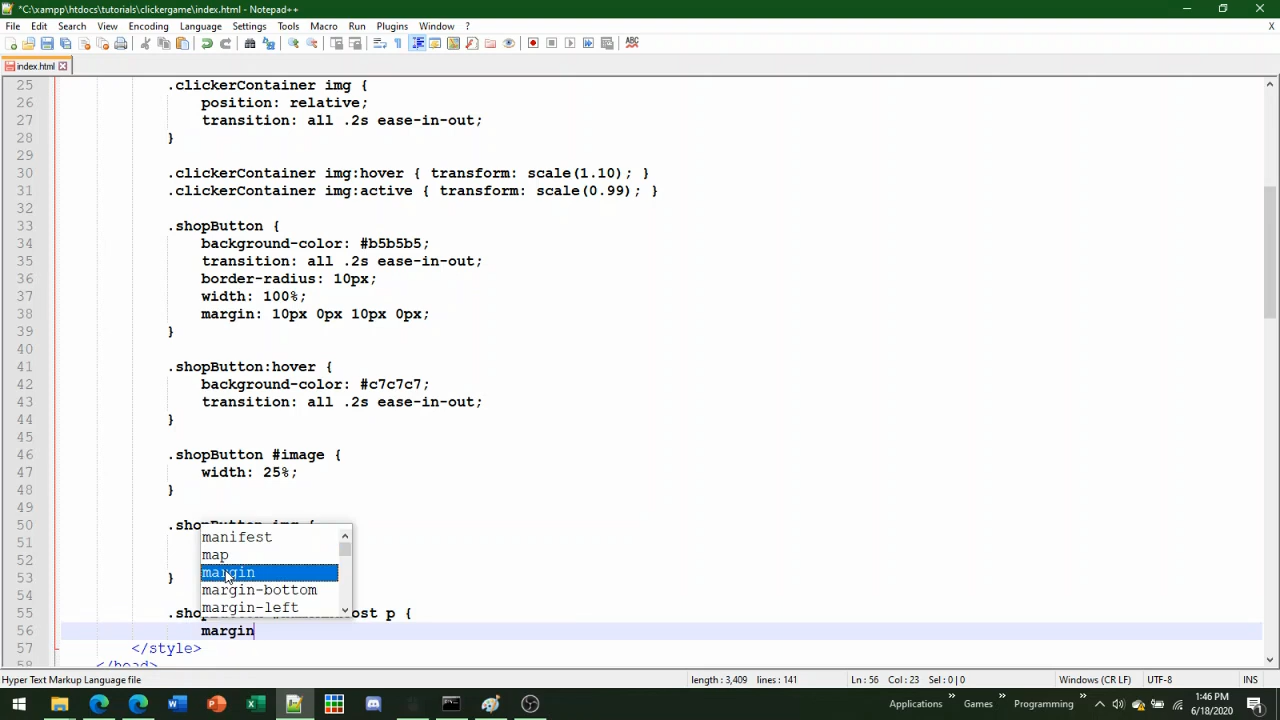 *C:\xampp\htdocs\tutorials\clickergame\index.html - Notepad++
File Edit Search View Encoding Language Settings Tools Macro Run Plugins Window ? X
index.html
25 .clickerContainer img {
26 position: relative;
27 transition: all .2s ease-in-out;
28 }
29
30 .clickerContainer img:hover { transform: scale(1.10); }
31 .clickerContainer img:active { transform: scale(0.99); }
32
33 .shopButton {
34 background-color: #b5b5b5;
35 transition: all .2s ease-in-out;
36 border-radius: 10px;
37 width: 100%;
38 margin: 10px 0px 10px 0px;
39 }
40
41 .shopButton:hover {
42 background-color: #c7c7c7;
43 transition: all .2s ease-in-out;
44 }
45
46 .shopButton #image {
47 width: 25%;
48 }
49
50 .shopButton img {
51 manifest
52 map
53 } margin
54 margin-bottom
margin-left
55 .shop ost p {
56 margin
57 </style>
58 </head>
Hyper Text Markup Language file length : 3,409 lines : 141 Ln : 56 Col : 23 Sel : 0 | 0 Windows (CR LF) UTF-8 INS
Applications » Games » Programming » 1:46 PM
6/18/2020